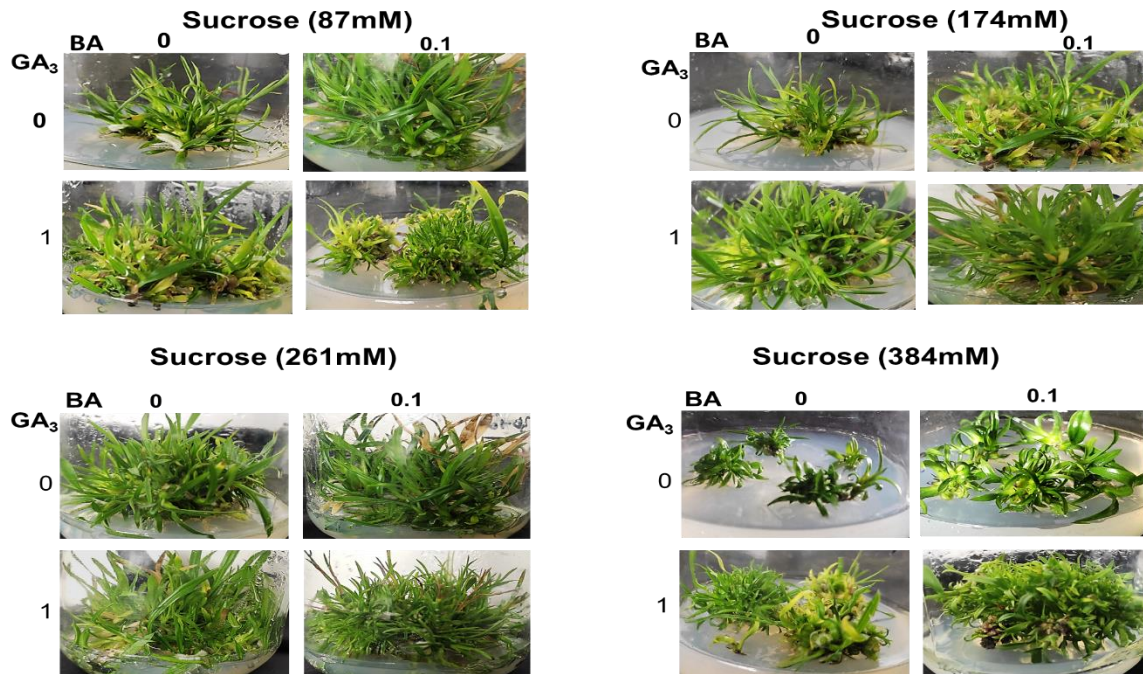 Sucrose (87mM)
BA 0 0.1
GA₃
0
1
Sucrose (174mM)
BA 0 0.1
GA₃
0
1
Sucrose (261mM)
BA 0 0.1
GA₃
0
1
Sucrose (384mM)
BA 0 0.1
GA₃
0
1